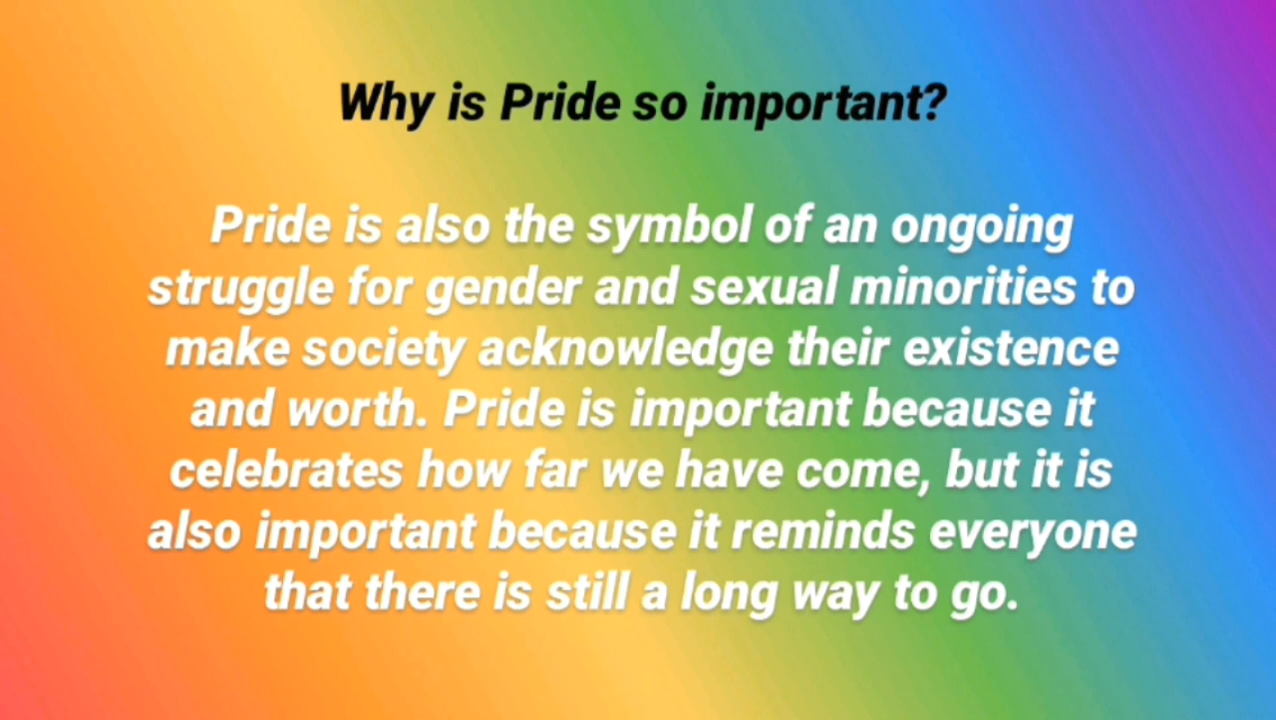 Why is Pride so important?
Pride is also the symbol of an ongoing
struggle for gender and sexual minorities to
make society acknowledge their existence
and worth. Pride is important because it
celebrates how far we have come, but it is
also important because it reminds everyone
that there is still a long way to go.